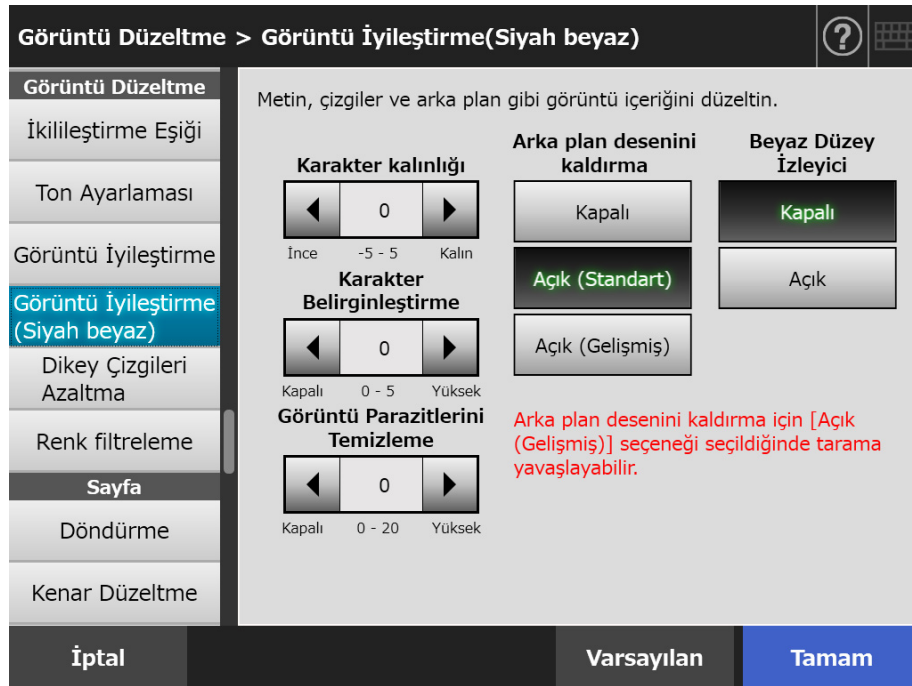 Görüntü Düzeltme > Görüntü İyileştirme(Siyah beyaz)
?
Görüntü Düzeltme
İkilileştirme Eşiği
Ton Ayarlaması
Görüntü İyileştirme
Görüntü İyileştirme
(Siyah beyaz)
Dikey Çizgileri
Azaltma
Renk filtreleme
Sayfa
Döndürme
Kenar Düzeltme
Metin, çizgiler ve arka plan gibi görüntü içeriğini düzeltin.
Karakter kalınlığı
0
İnce -5 - 5 Kalın
Karakter
Belirginleştirme
0
Kapalı 0 - 5 Yüksek
Görüntü Parazitlerini
Temizleme
0
Kapalı 0 - 20 Yüksek
Arka plan desenini
kaldırma
Kapalı
Açık (Standart)
Açık (Gelişmiş)
Beyaz Düzey
İzleyici
Kapalı
Açık
Arka plan desenini kaldırma için [Açık
(Gelişmiş)] seçeneği seçildiğinde tarama
yavaşlayabilir.
İptal
Varsayılan
Tamam